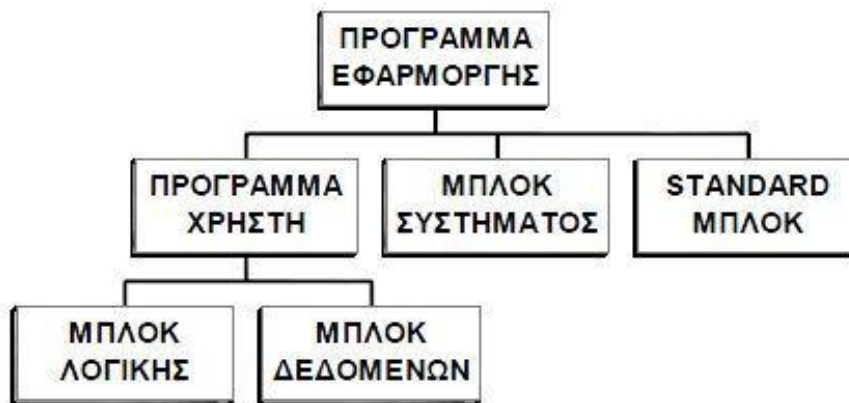 ΠΡΟΓΡΑΜΜΑ
ΕΦΑΡΜΟΡΓΗΣ
ΠΡΟΓΡΑΜΜΑ
ΧΡΗΣΤΗ
ΜΠΛΟΚ
ΣΥΣΤΗΜΑΤΟΣ
STANDARD
ΜΠΛΟΚ
ΜΠΛΟΚ
ΛΟΓΙΚΗΣ
ΜΠΛΟΚ
ΔΕΔΟΜΕΝΩΝ